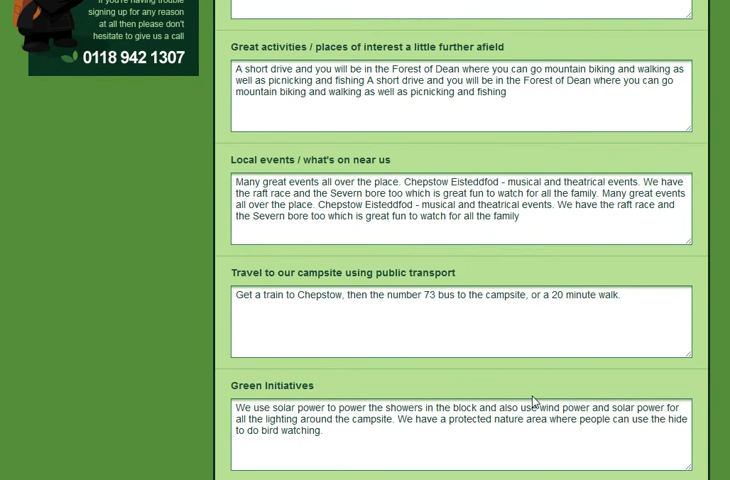 If you're having trouble
signing up for any reason
at all then please don't
hesitate to give us a call
0118 942 1307
Great activities / places of interest a little further afield
A short drive and you will be in the Forest of Dean where you can go mountain biking and walking as
well as picnicking and fishing A short drive and you will be in the Forest of Dean where you can go
mountain biking and walking as well as picnicking and fishing
Local events / what's on near us
Many great events all over the place. Chepstow Eisteddfod - musical and theatrical events. We have
the raft race and the Severn bore too which is great fun to watch for all the family. Many great events
all over the place. Chepstow Eisteddfod - musical and theatrical events. We have the raft race and
the Severn bore too which is great fun to watch for all the family
Travel to our campsite using public transport
Get a train to Chepstow, then the number 73 bus to the campsite, or a 20 minute walk.
Green Initiatives
We use solar power to power the showers in the block and also use wind power and solar power for
all the lighting around the campsite. We have a protected nature area where people can use the hide
to do bird watching.